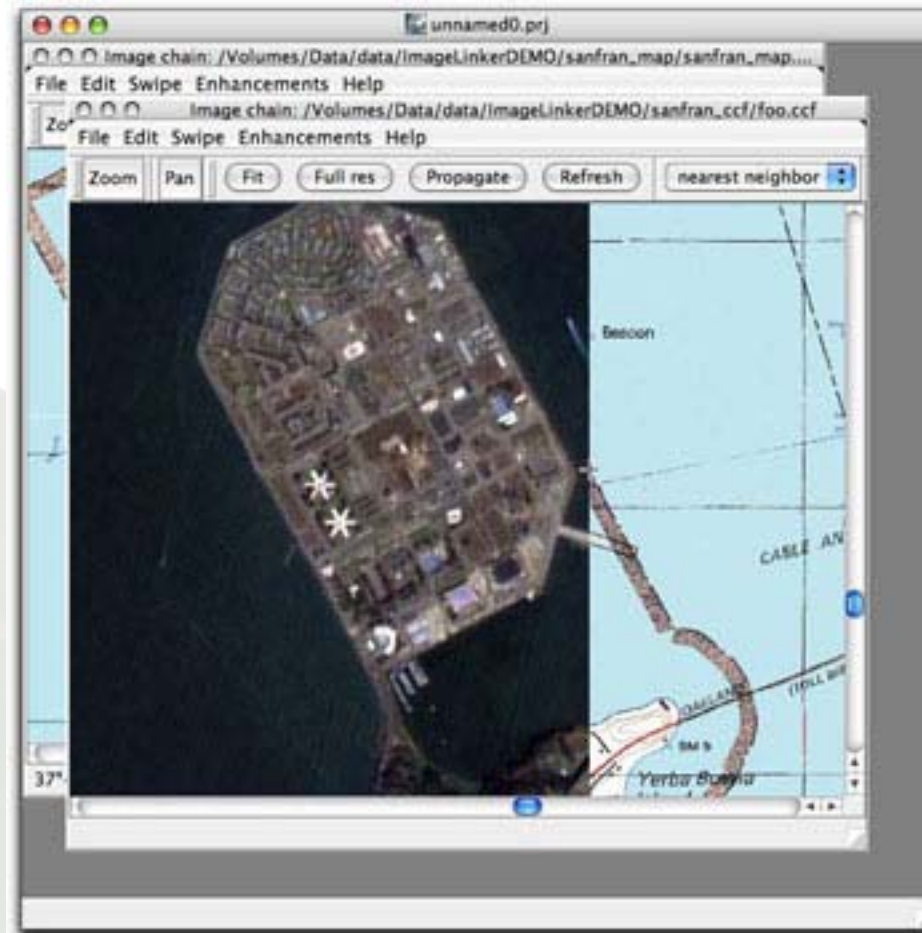 unnamed0.prj
Image chain: /Volumes/Data/data/ImageLinkerDEMO/sanfran_map/sanfran_map....
File Edit Swipe Enhancements Help
Image chain: /Volumes/Data/data/ImageLinkerDEMO/sanfran_ccf/foo.ccf
File Edit Swipe Enhancements Help
Zoom Pan Fit Full res Propagate Refresh nearest neighbor
Beacon
CABLE AN
OAKLAND
(TOLL
BM 5
Yerba Buena
37°